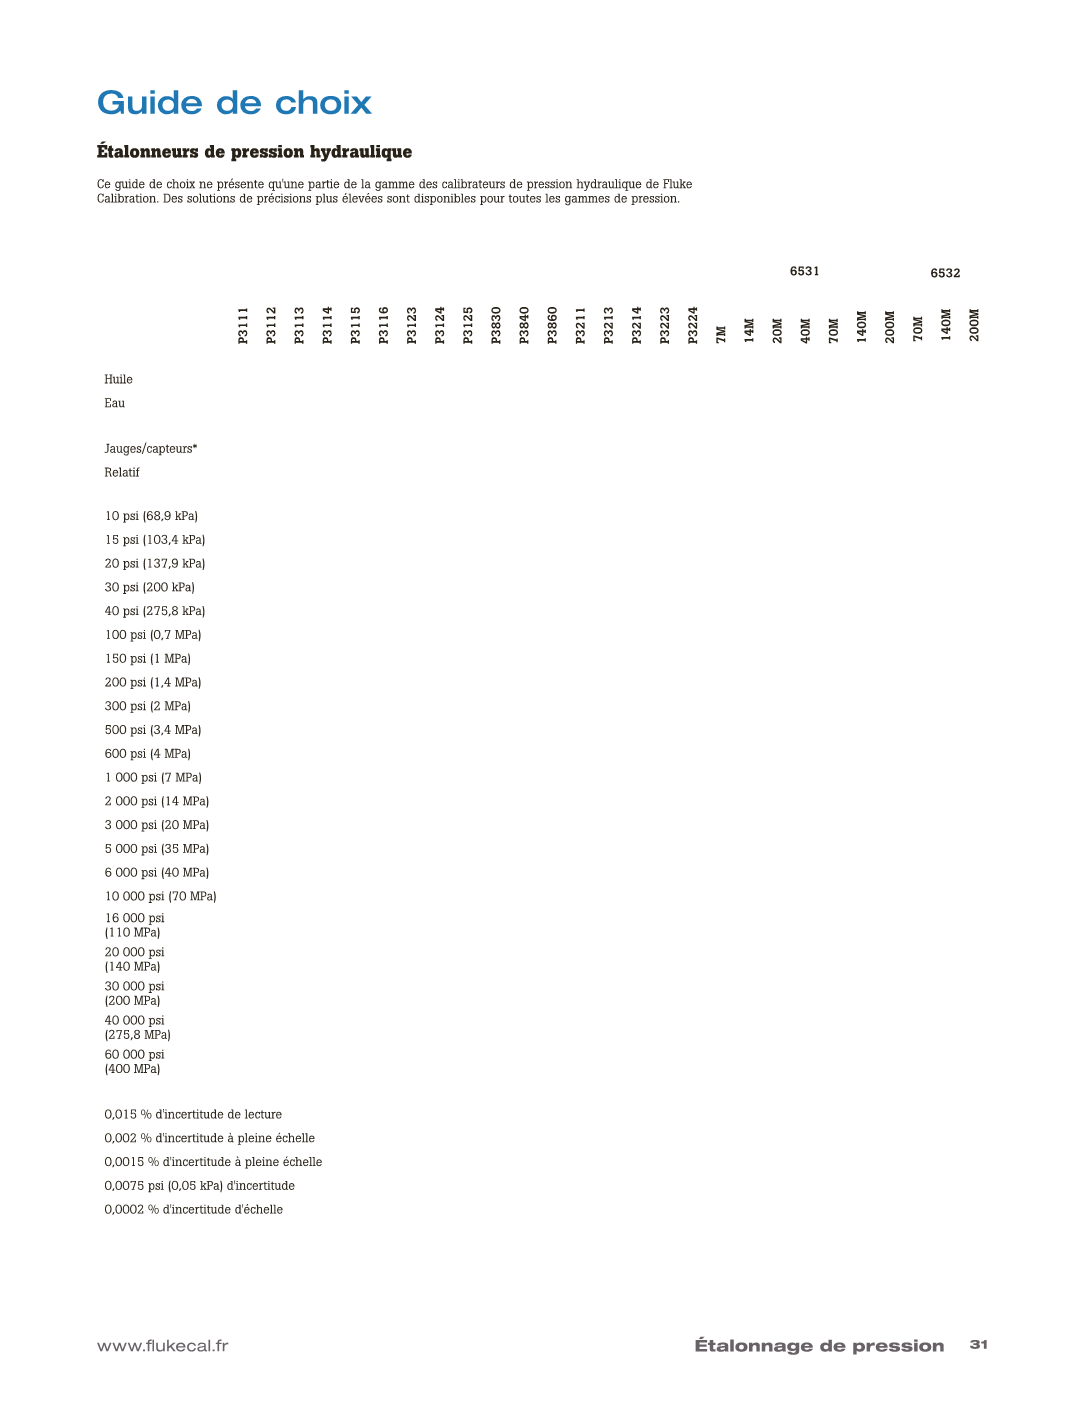 Guide de choix
Étalonneurs de pression hydraulique
Ce guide de choix ne présente qu'une partie de la gamme des calibrateurs de pression hydraulique de Fluke
Calibration. Des solutions de précisions plus élevées sont disponibles pour toutes les gammes de pression.
6531 6532
P3111 P3112 P3113 P3114 P3115 P3116 P3123 P3124 P3125 P3830 P3840 P3860 P3211 P3213 P3214 P3223 P3224 7M 14M 20M 40M 70M 140M 200M 70M 140M 200M
Huile
Eau
Jauges/capteurs*
Relatif
10 psi (68,9 kPa)
15 psi (103,4 kPa)
20 psi (137,9 kPa)
30 psi (200 kPa)
40 psi (275,8 kPa)
100 psi (0,7 MPa)
150 psi (1 MPa)
200 psi (1,4 MPa)
300 psi (2 MPa)
500 psi (3,4 MPa)
600 psi (4 MPa)
1 000 psi (7 MPa)
2 000 psi (14 MPa)
3 000 psi (20 MPa)
5 000 psi (35 MPa)
6 000 psi (40 MPa)
10 000 psi (70 MPa)
16 000 psi
(110 MPa)
20 000 psi
(140 MPa)
30 000 psi
(200 MPa)
40 000 psi
(275,8 MPa)
60 000 psi
(400 MPa)
0,015 % d'incertitude de lecture
0,002 % d'incertitude à pleine échelle
0,0015 % d'incertitude à pleine échelle
0,0075 psi (0,05 kPa) d'incertitude
0,0002 % d'incertitude d'échelle
www.flukecal.fr Étalonnage de pression 31